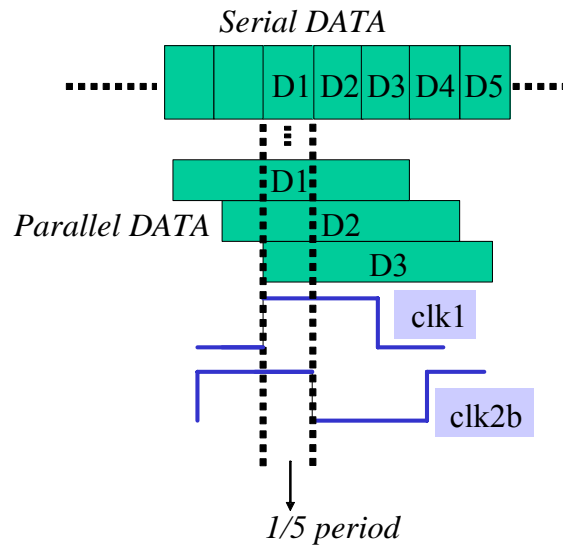 Serial DATA
D1 D2 D3 D4 D5
D1
Parallel DATA D2
D3
clk1
clk2b
1/5 period